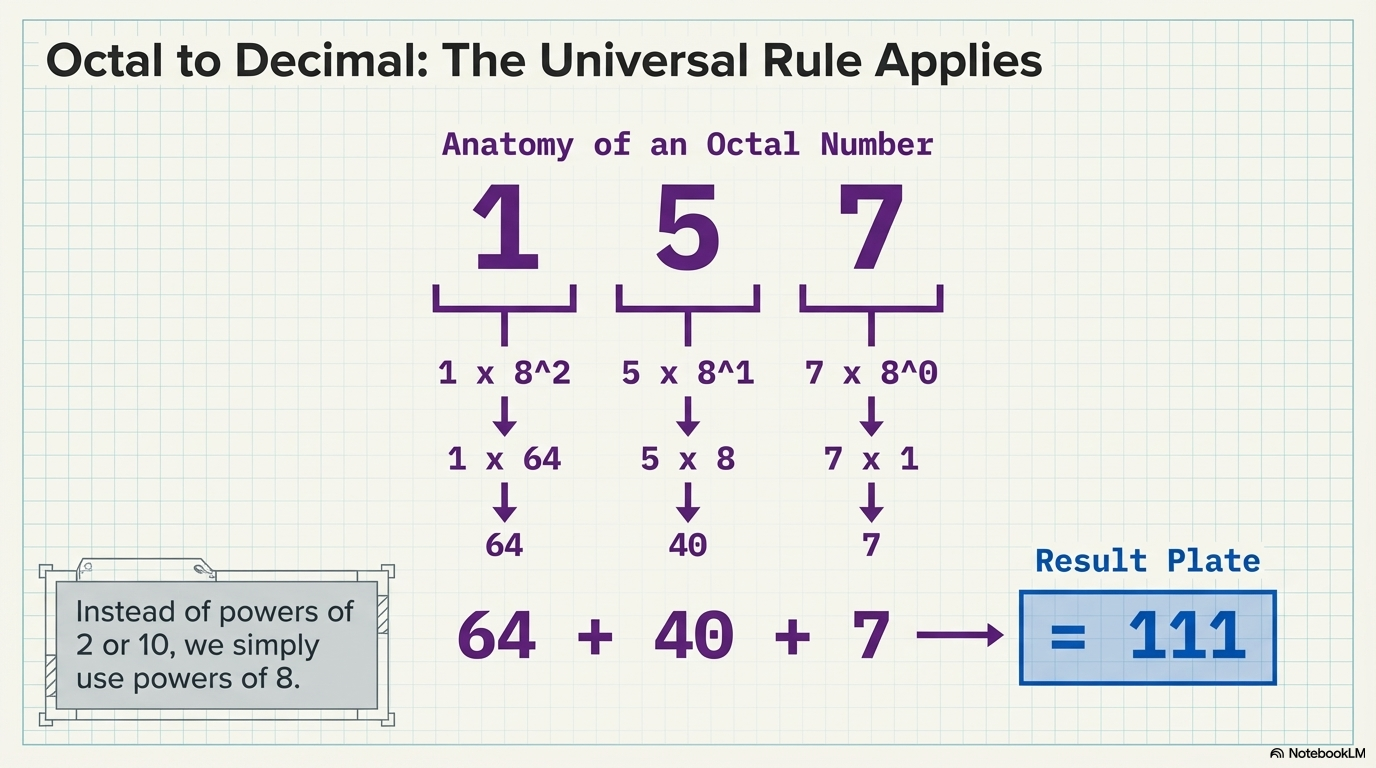 Octal to Decimal: The Universal Rule Applies
Anatomy of an Octal Number
1 5 7
1 x 8^2 5 x 8^1 7 x 8^0
1 x 64 5 x 8 7 x 1
64 40 7
64 + 40 + 7
Result Plate
= 111
Instead of powers of
2 or 10, we simply
use powers of 8.
NotebookLM